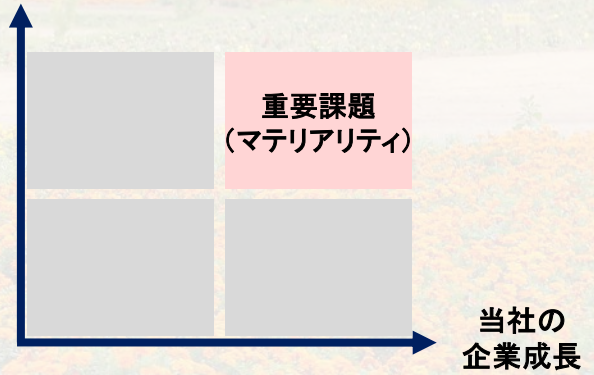 重要課題
（マテリアリティ）
当社の
企業成長